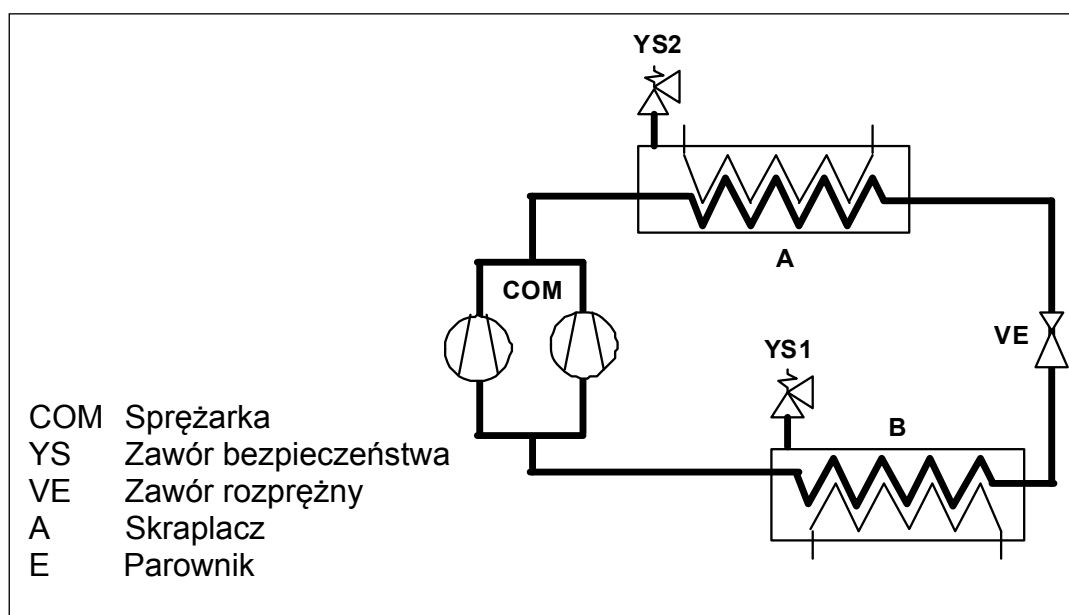 YS2
A
COM
VE
YS1
B
COM Sprężarka
YS Zawór bezpieczeństwa
VE Zawór rozprężny
A Skraplacz
E Parownik